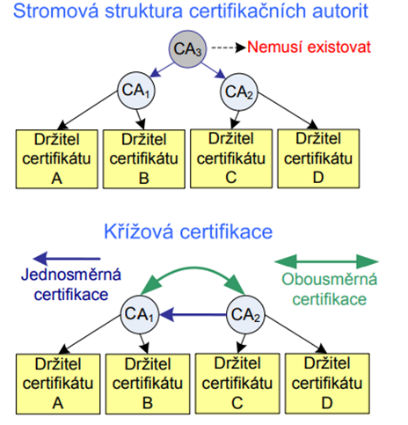 Stromová struktura certifikačních autorit
CA3
Nemusí existovat
CA1
CA2
Držitel
certifikátu
A
Držitel
certifikátu
B
Držitel
certifikátu
C
Držitel
certifikátu
D
Křížová certifikace
Jednosměrná
certifikace
Obousměrná
certifikace
CA1
CA2
Držitel
certifikátu
A
Držitel
certifikátu
B
Držitel
certifikátu
C
Držitel
certifikátu
D